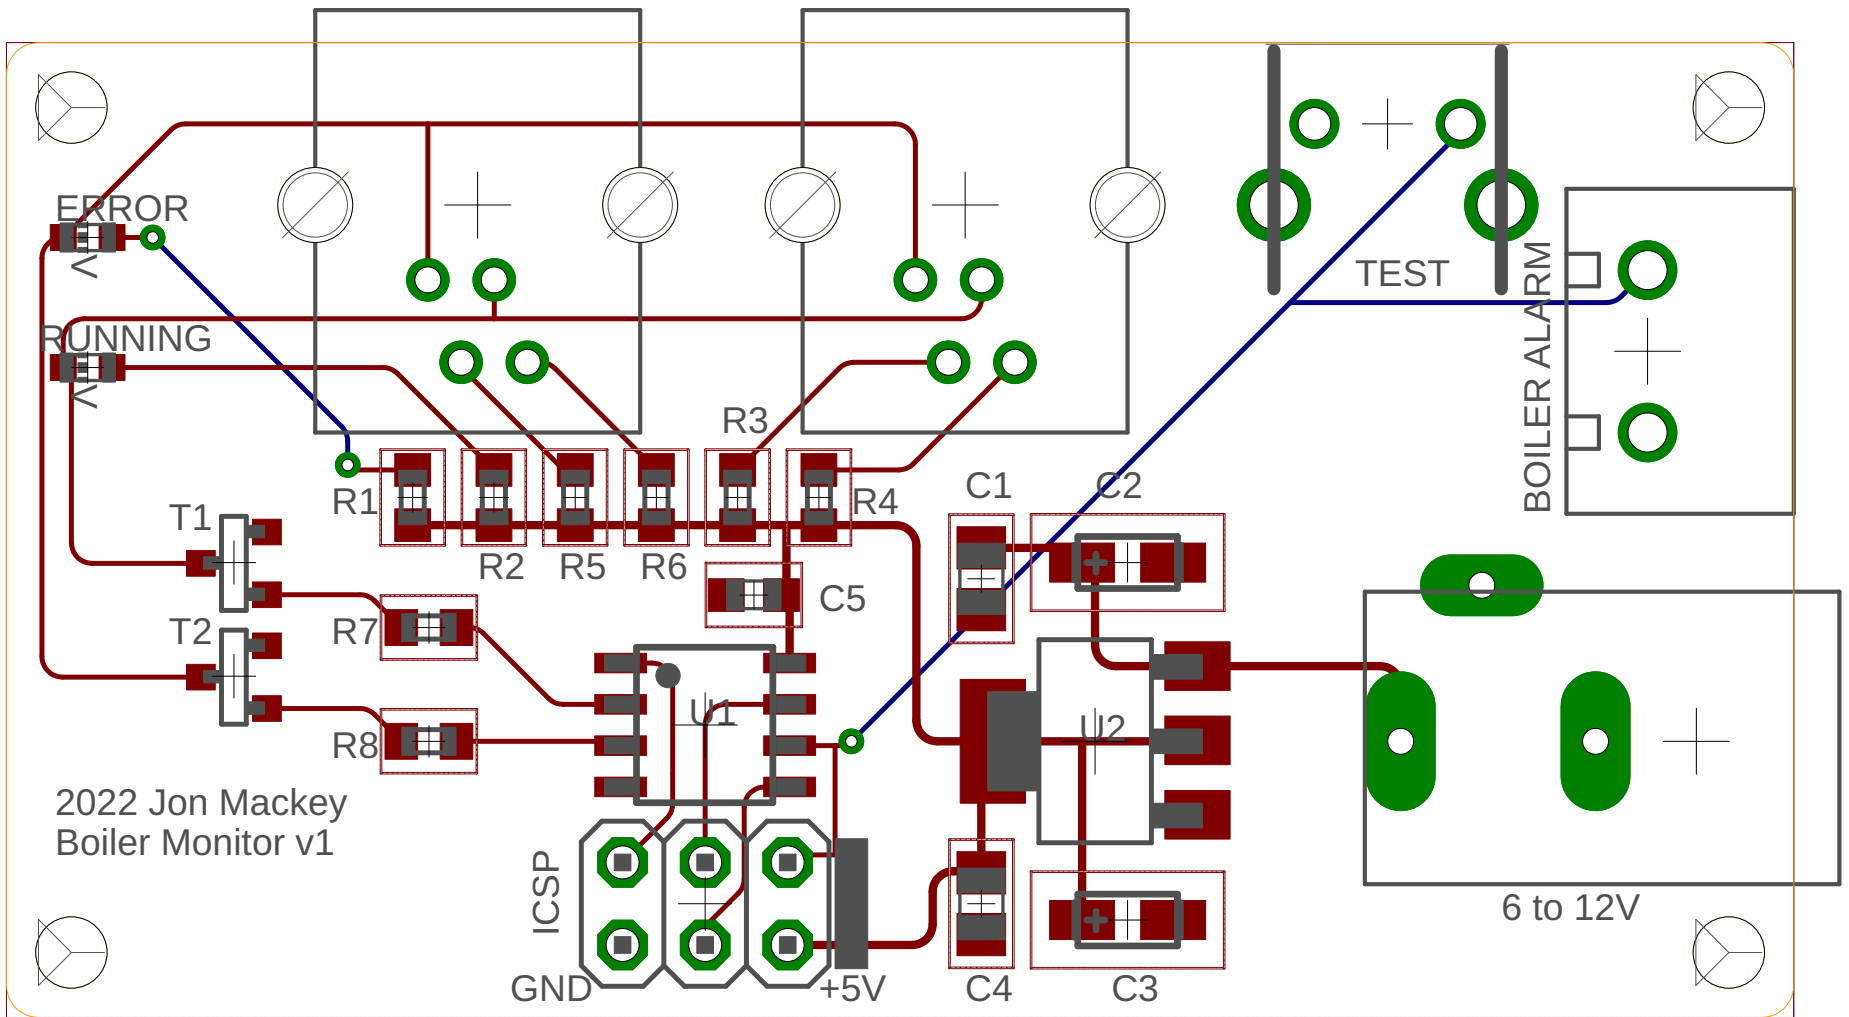 ERROR
TEST
BOILER ALARM
RUNNING
R3
R1
R4
C1
C2
T1
R2
R5
R6
C5
T2
R7
U1
U2
R8
2022 Jon Mackey
Boiler Monitor v1
ICSP
6 to 12V
GND
+5V
C4
C3